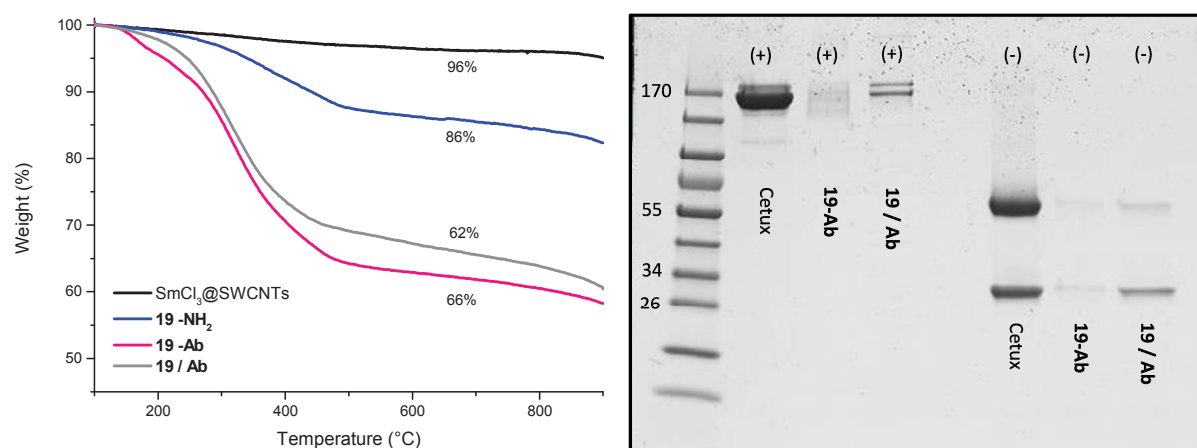 100
90
80
70
60
50
Weight (%)
96%
86%
62%
66%
SmCl₃@SWCNTs
19 -NH₂
19 -Ab
19 / Ab
200
400
600
800
Temperature (°C)
170
55
34
26
(+)
(+)
(+)
(-)
(-)
(-)
Cetux
19-Ab
19 / Ab
Cetux
19-Ab
19 / Ab